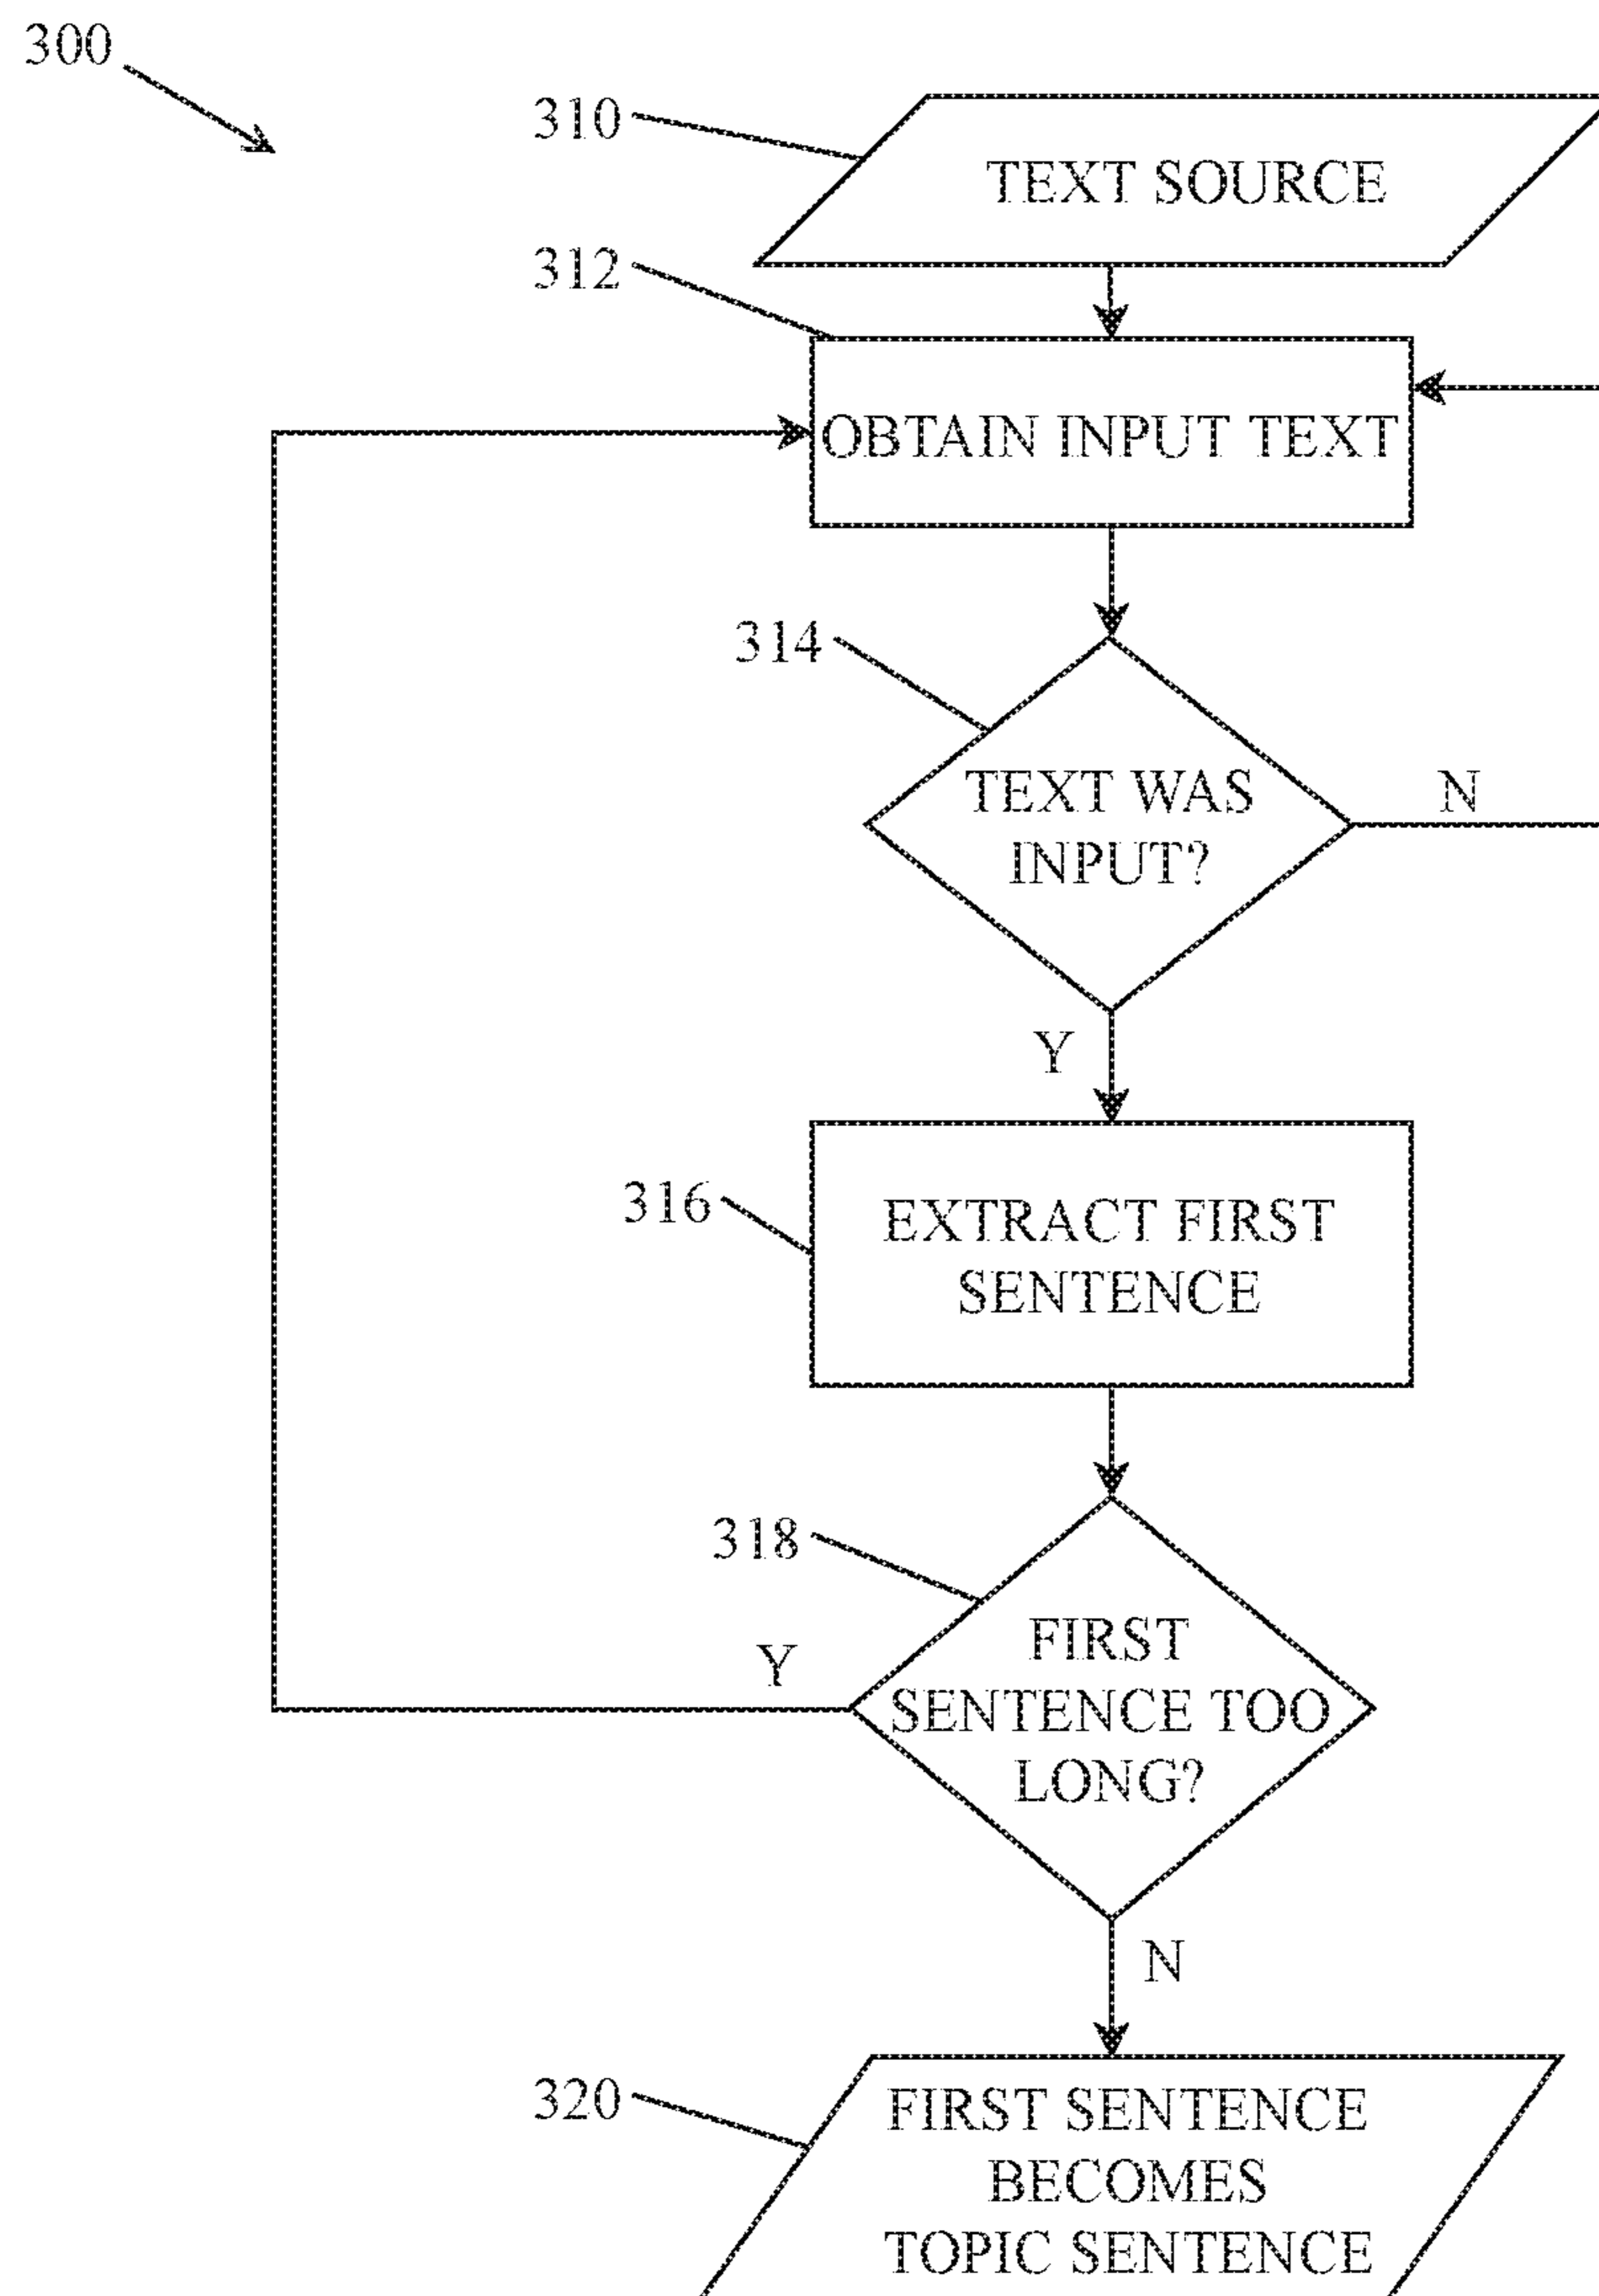 300
310
TEXT SOURCE
312
OBTAIN INPUT TEXT
314
TEXT WAS
INPUT?
N
Y
316
EXTRACT FIRST
SENTENCE
318
FIRST
SENTENCE TOO
LONG?
Y
N
320
FIRST SENTENCE
BECOMES
TOPIC SENTENCE